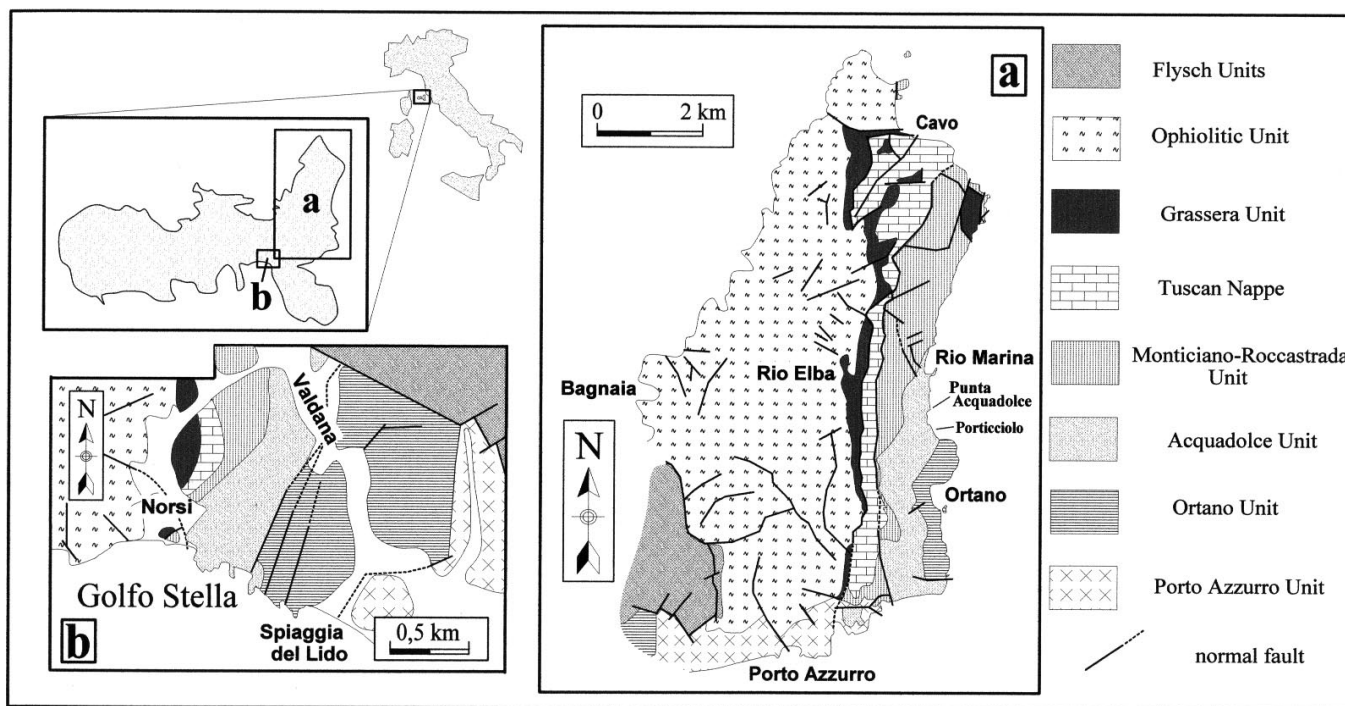 a
b
N
Valdana
Norsi
Golfo Stella
Spiaggia
del Lido
0,5 km
b
a
0 2 km
Cavo
Rio Marina
Rio Elba
Punta
Acquadolce
Bagnaia
Porticciolo
N
Ortano
Porto Azzurro
Flysch Units
Ophiolitic Unit
Grassera Unit
Tuscan Nappe
Monticiano-Roccastrada
Unit
Acquadolce Unit
Ortano Unit
Porto Azzurro Unit
normal fault